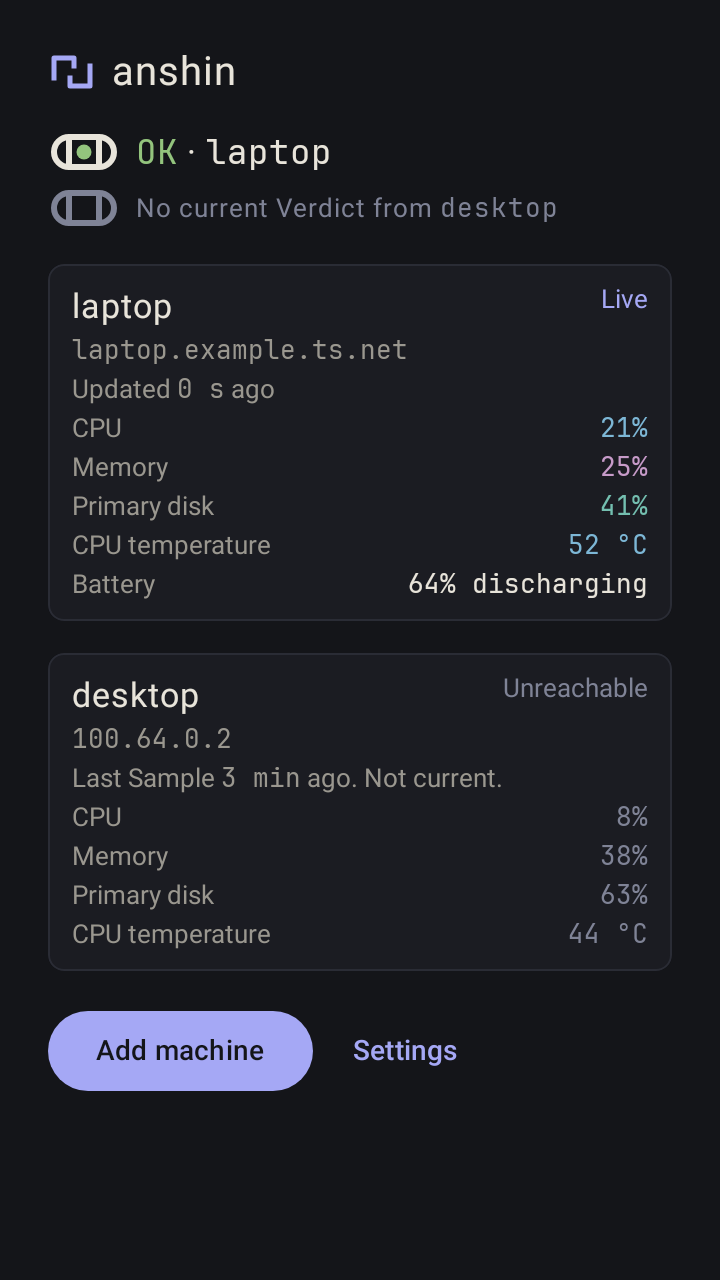 anshin
OK · laptop
No current Verdict from desktop
laptop Live
laptop.example.ts.net
Updated 0 s ago
CPU 21%
Memory 25%
Primary disk 41%
CPU temperature 52 °C
Battery 64% discharging
desktop Unreachable
100.64.0.2
Last Sample 3 min ago. Not current.
CPU 8%
Memory 38%
Primary disk 63%
CPU temperature 44 °C
Add machine Settings